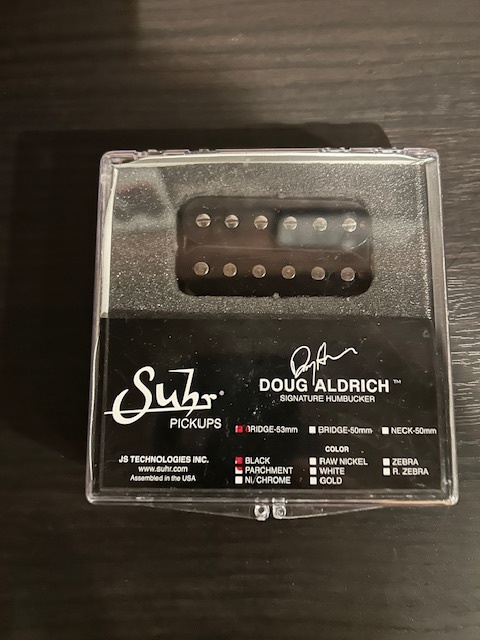 Suhr®
PICKUPS
DOUG ALDRICH™
SIGNATURE HUMBUCKER
BRIDGE-53mm BRIDGE-50mm NECK-50mm
COLOR
JS TECHNOLOGIES INC.
www.suhr.com
Assembled in the USA
BLACK RAW NICKEL ZEBRA
PARCHMENT WHITE R. ZEBRA
NI/CHROME GOLD